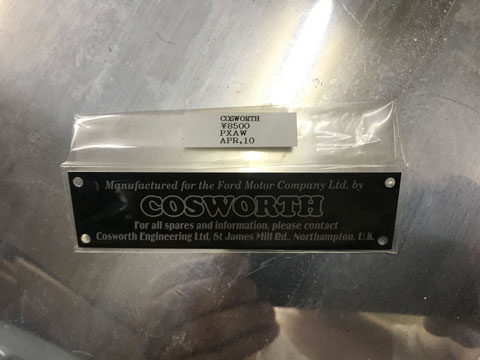 COSWORTH
¥8500
PXAW
APR.10
Manufactured for the Ford Motor Company Ltd. by
COSWORTH
For all spares and information, please contact
Cosworth Engineering Ltd, St James Mill Rd., Northampton, U.K.